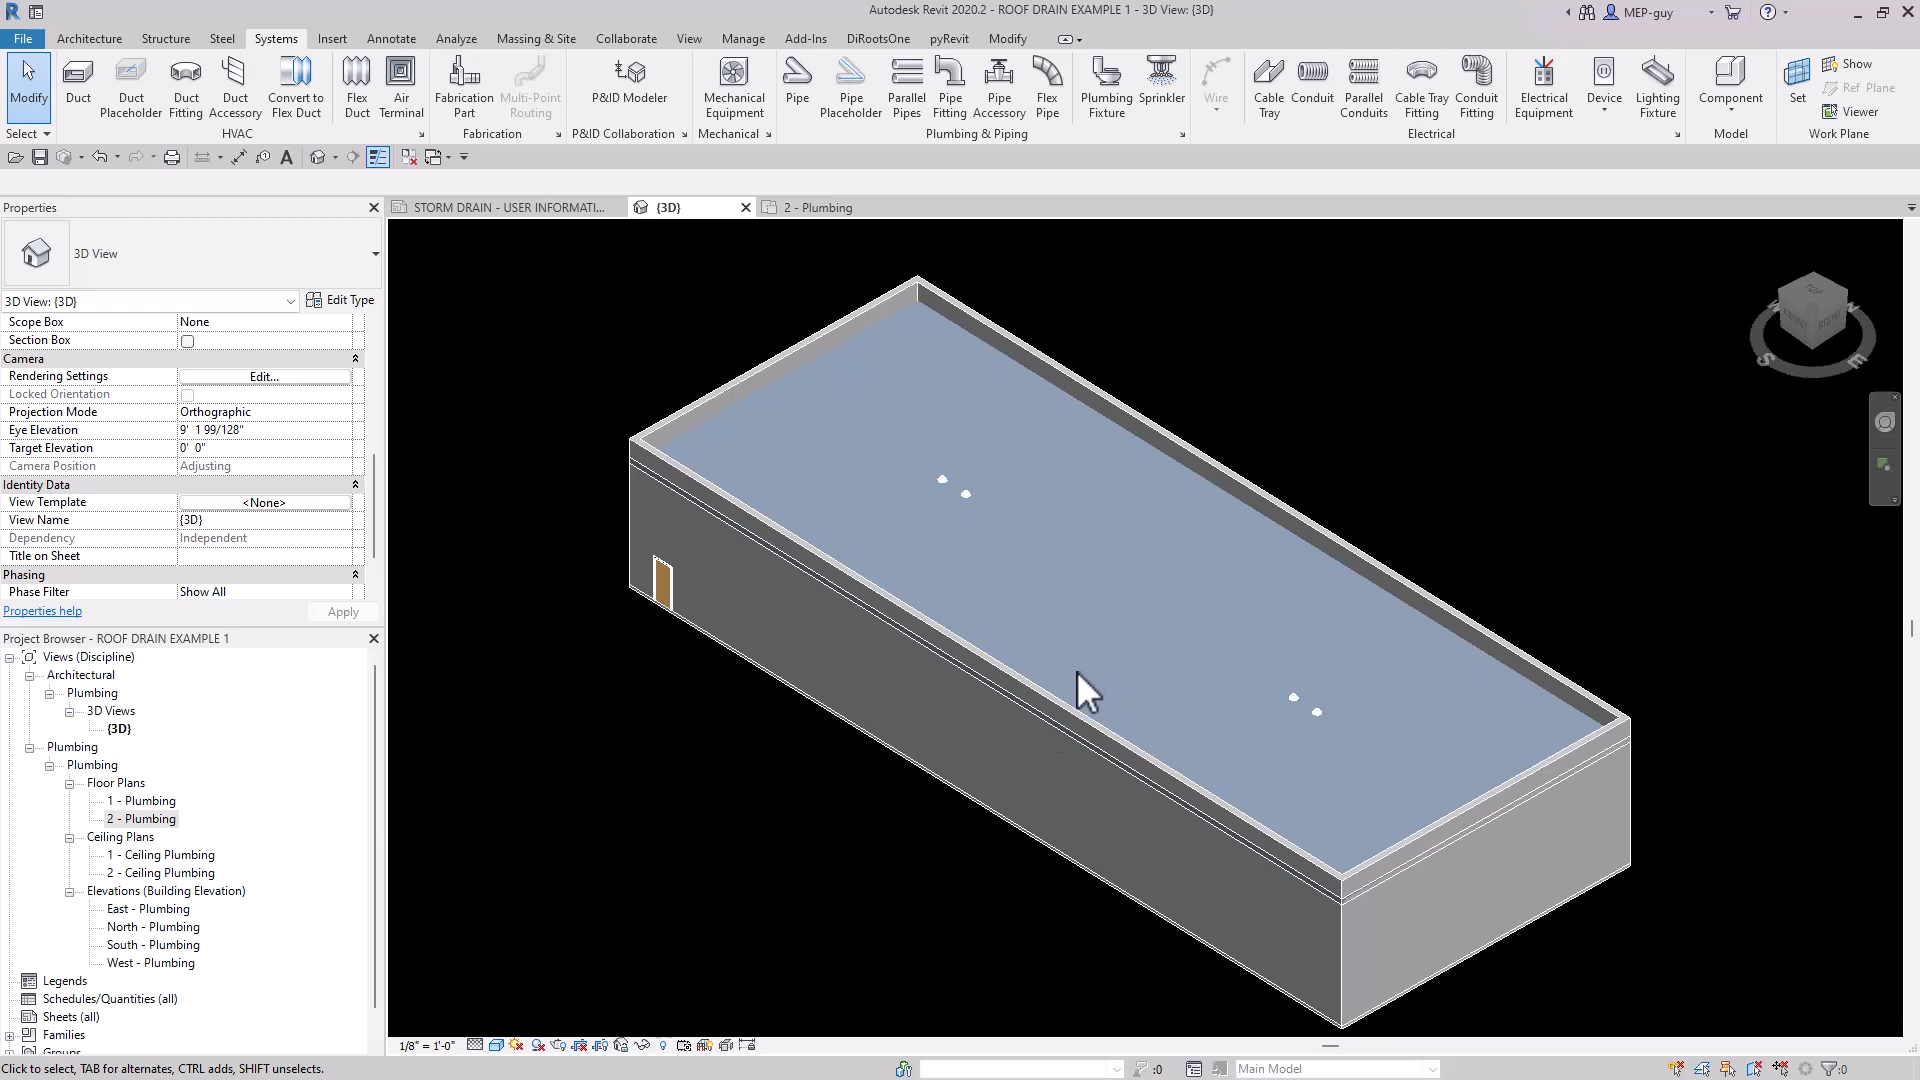 Autodesk Revit 2020.2 - ROOF DRAIN EXAMPLE 1 - 3D View: {3D}
MEP-guy
File Architecture Structure Steel Systems Insert Annotate Analyze Massing & Site Collaborate View Manage Add-Ins DiRootsOne pyRevit Modify
Modify
Duct
Duct Placeholder
Duct Fitting
Duct Accessory
Convert to Flex Duct
Flex Duct
Air Terminal
Fabrication Part
Multi-Point Routing
P&ID Modeler
Mechanical Equipment
Pipe
Pipe Placeholder
Parallel Pipes
Pipe Fitting
Pipe Accessory
Flex Pipe
Plumbing Fixture
Sprinkler
Wire
Cable Tray
Conduit
Parallel Conduits
Cable Tray Fitting
Conduit Fitting
Electrical Equipment
Device
Lighting Fixture
Component
Set
Show
Ref Plane
Viewer
Select HVAC Fabrication P&ID Collaboration Mechanical Plumbing & Piping Electrical Model Work Plane
Properties
STORM DRAIN - USER INFORMATI...
{3D}
2 - Plumbing
3D View
3D View: {3D}
Edit Type
Scope Box None
Section Box
Camera
Rendering Settings Edit...
Locked Orientation
Projection Mode Orthographic
Eye Elevation 9' 1 99/128"
Target Elevation 0' 0"
Camera Position Adjusting
Identity Data
View Template <None>
View Name {3D}
Dependency Independent
Title on Sheet
Phasing
Phase Filter Show All
Properties help Apply
Project Browser - ROOF DRAIN EXAMPLE 1
Views (Discipline)
Architectural
Plumbing
3D Views
{3D}
Plumbing
Plumbing
Floor Plans
1 - Plumbing
2 - Plumbing
Ceiling Plans
1 - Ceiling Plumbing
2 - Ceiling Plumbing
Elevations (Building Elevation)
East - Plumbing
North - Plumbing
South - Plumbing
West - Plumbing
Legends
Schedules/Quantities (all)
Sheets (all)
Families
Groups
TOP
FRONT
RIGHT
W
N
S
E
1/8" = 1'-0"
Click to select, TAB for alternates, CTRL adds, SHIFT unselects.
:0
Main Model
:0